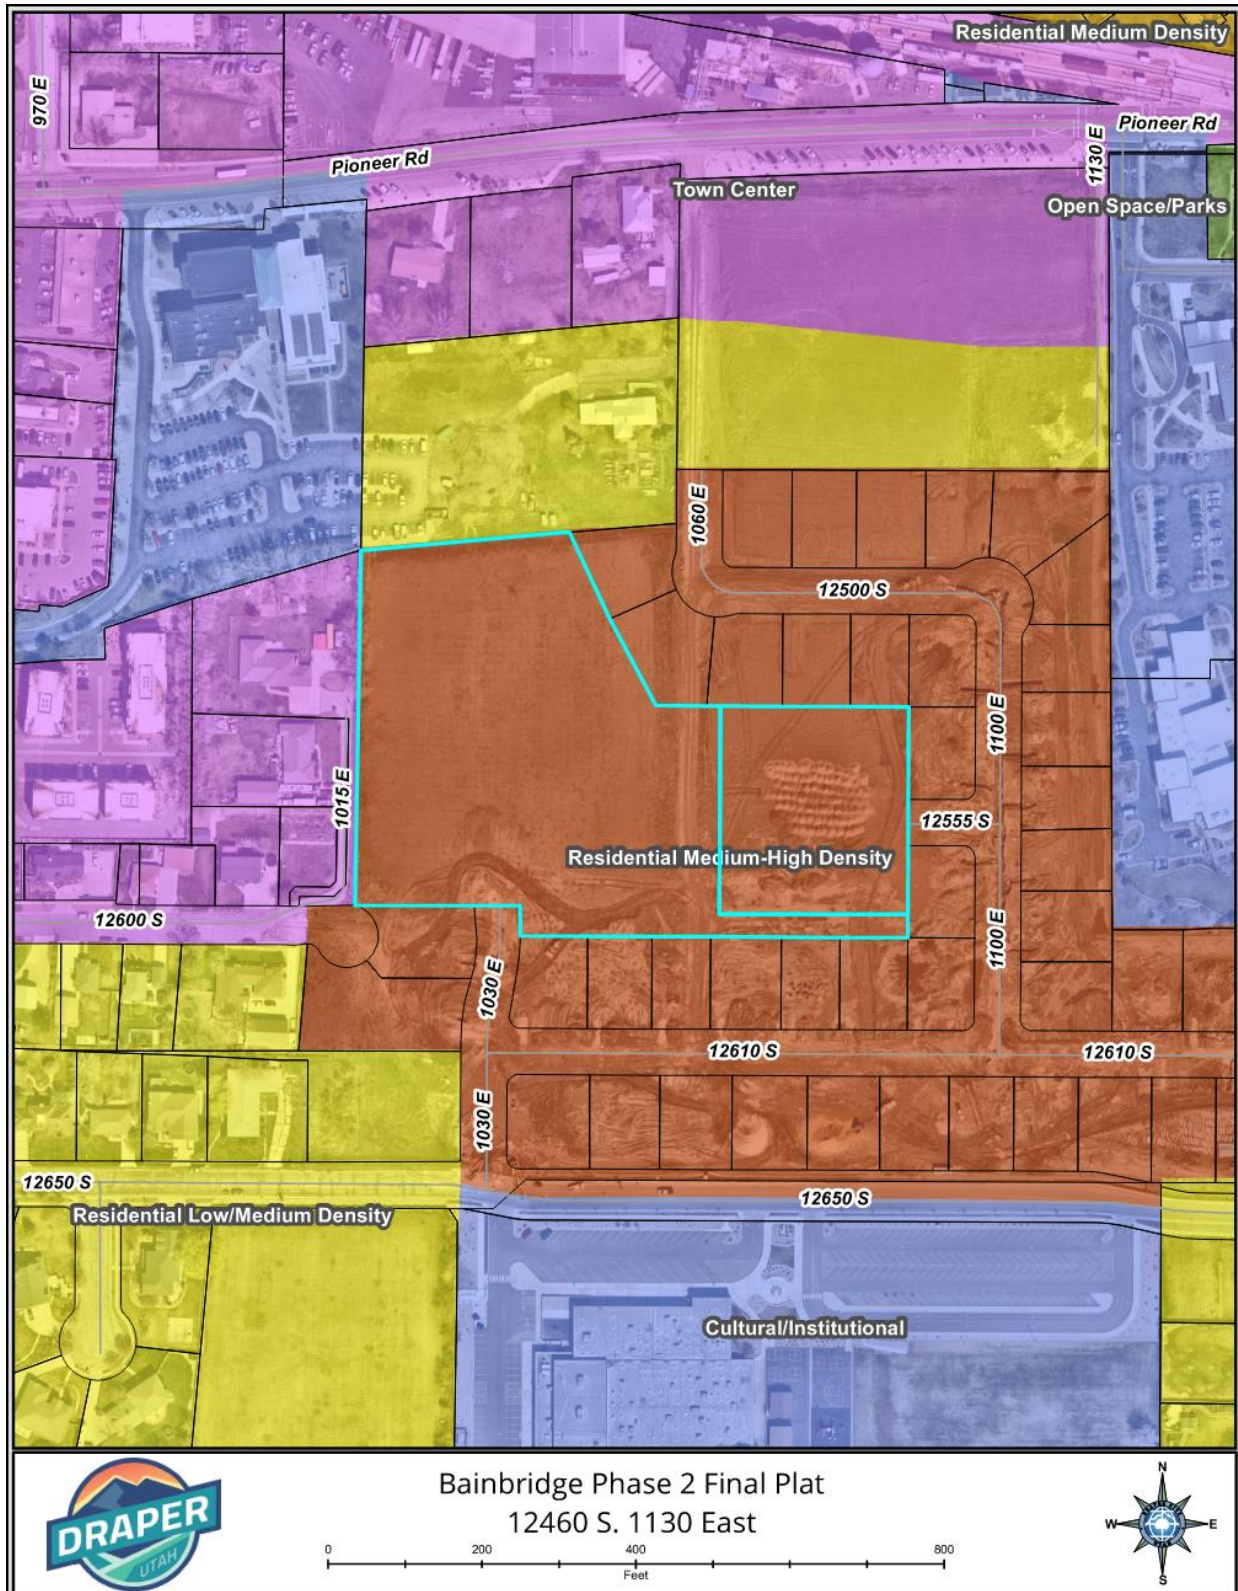 Residential Medium Density
970 E
Pioneer Rd
1130 E
Pioneer Rd
Town Center
Open Space/Parks
1060 E
12500 S
1100 E
1015 E
12555 S
Residential Medium-High Density
12600 S
1100 E
1030 E
12610 S
12610 S
1030 E
12650 S
12650 S
Residential Low/Medium Density
Cultural/Institutional
DRAPER
UTAH
Bainbridge Phase 2 Final Plat
12460 S. 1130 East
0 200 400 800
Feet
N
W E
S